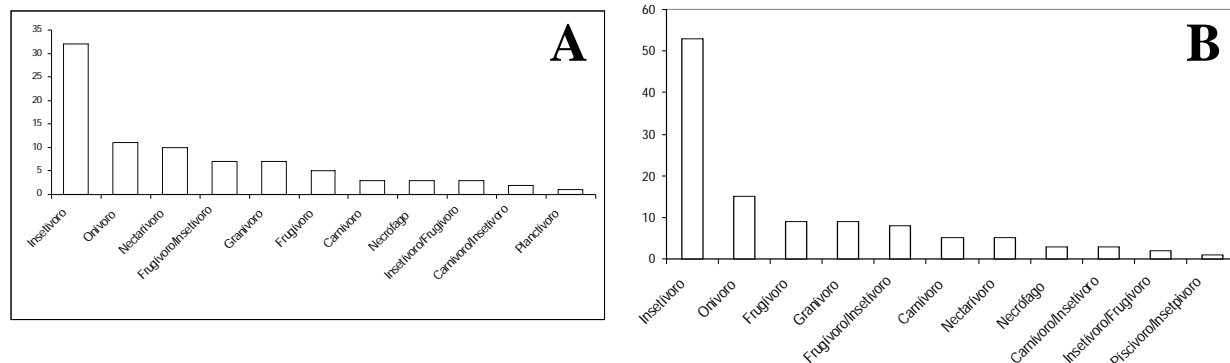 A
35
30
25
20
15
10
5
0
Insetívoro
Onívoro
Nectarívoro
Frugívoro/Insetívoro
Granívoro
Frugívoro
Carnívoro
Necrófago
Insetívoro/Frugívoro
Carnívoro/Insetívoro
Planctívoro
B
60
50
40
30
20
10
0
Insetívoro
Onívoro
Frugívoro
Granívoro
Frugívoro/Insetívoro
Carnívoro
Nectarívoro
Necrófago
Carnívoro/Insetívoro
Insetívoro/Frugívoro
Piscívoro/Insetpivoro